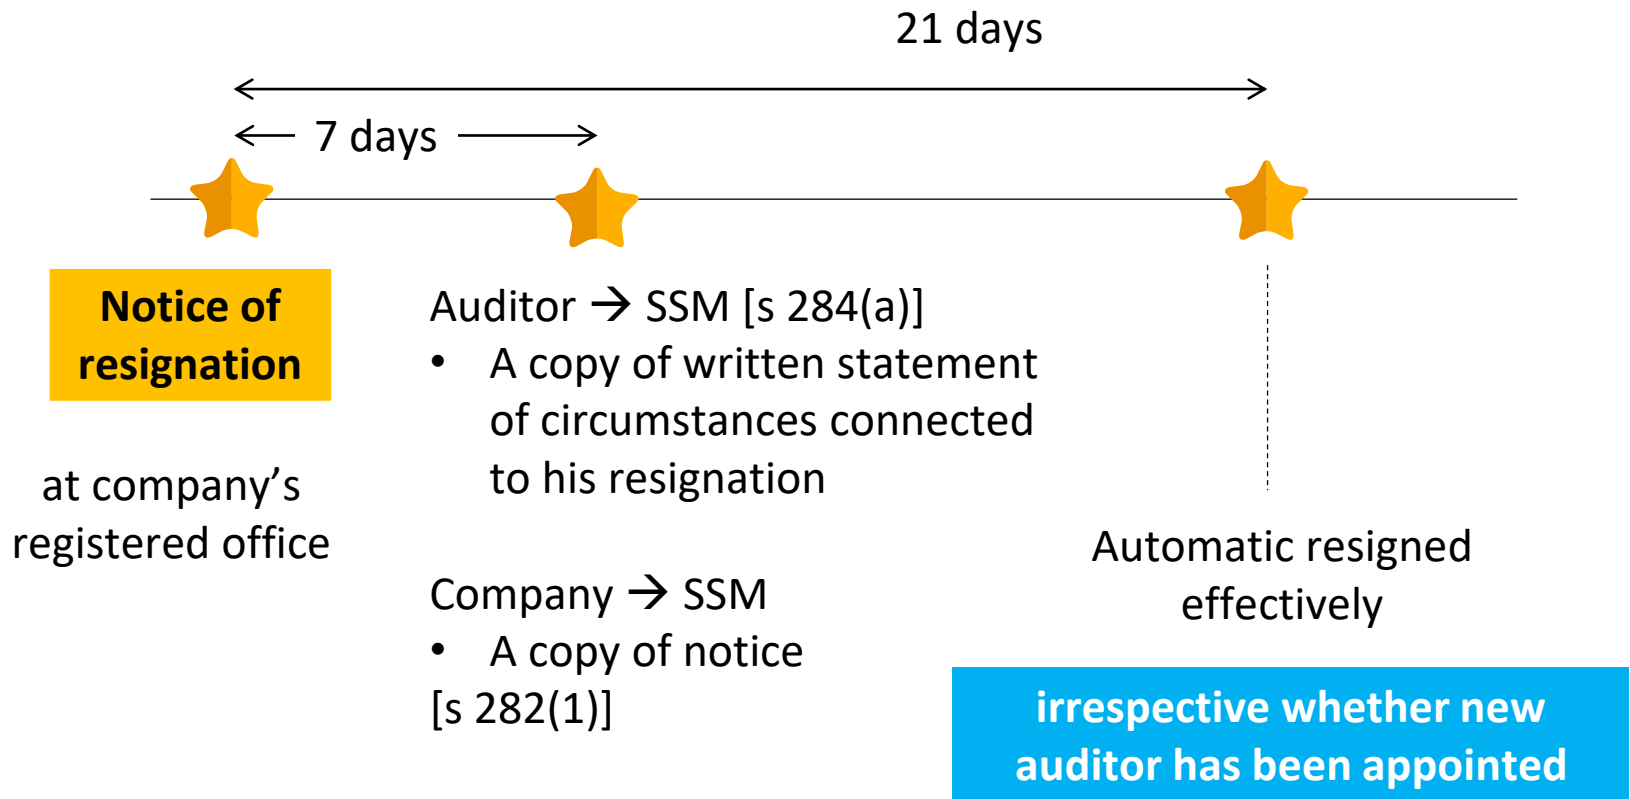 21 days
7 days
Notice of
resignation
at company’s
registered office
Auditor → SSM [s 284(a)]
• A copy of written statement
of circumstances connected
to his resignation
Company → SSM
• A copy of notice
[s 282(1)]
Automatic resigned
effectively
irrespective whether new
auditor has been appointed